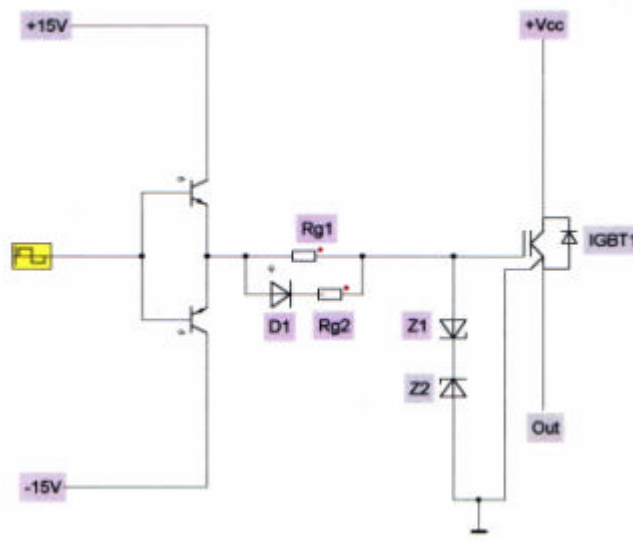 +15V
+Vcc
Rg1
IGBT1
D1
Rg2
Z1
Z2
Out
-15V